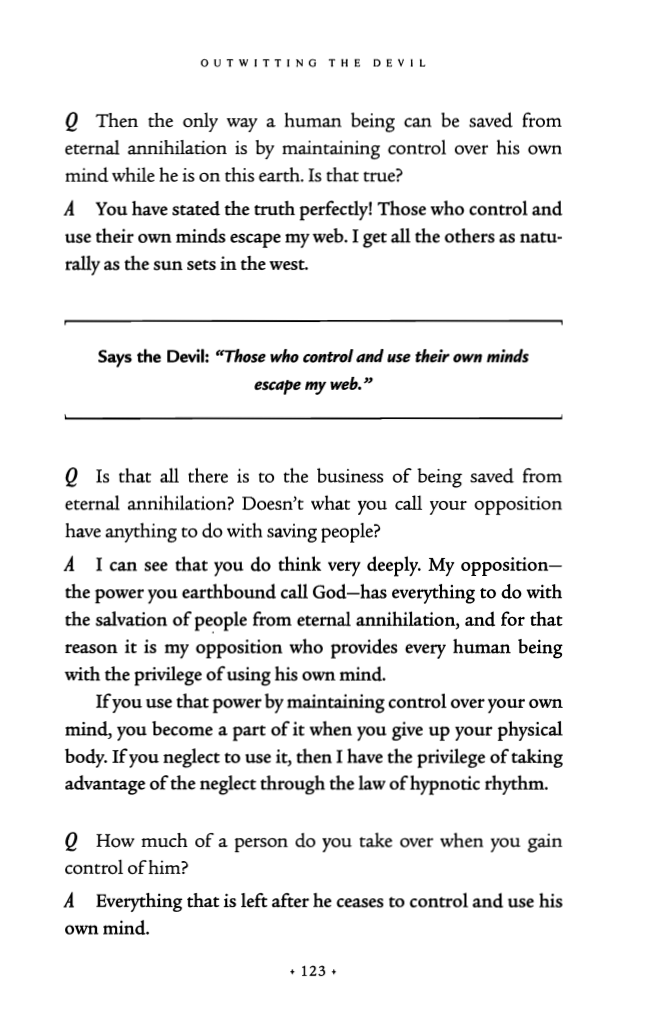 OUTWITTING THE DEVIL
Q Then the only way a human being can be saved from
eternal annihilation is by maintaining control over his own
mind while he is on this earth. Is that true?
A You have stated the truth perfectly! Those who control and
use their own minds escape my web. I get all the others as natu-
rally as the sun sets in the west.
Says the Devil: “Those who control and use their own minds
escape my web.”
Q Is that all there is to the business of being saved from
eternal annihilation? Doesn’t what you call your opposition
have anything to do with saving people?
A I can see that you do think very deeply. My opposition—
the power you earthbound call God—has everything to do with
the salvation of people from eternal annihilation, and for that
reason it is my opposition who provides every human being
with the privilege of using his own mind.
If you use that power by maintaining control over your own
mind, you become a part of it when you give up your physical
body. If you neglect to use it, then I have the privilege of taking
advantage of the neglect through the law of hypnotic rhythm.
Q How much of a person do you take over when you gain
control of him?
A Everything that is left after he ceases to control and use his
own mind.
• 123 •